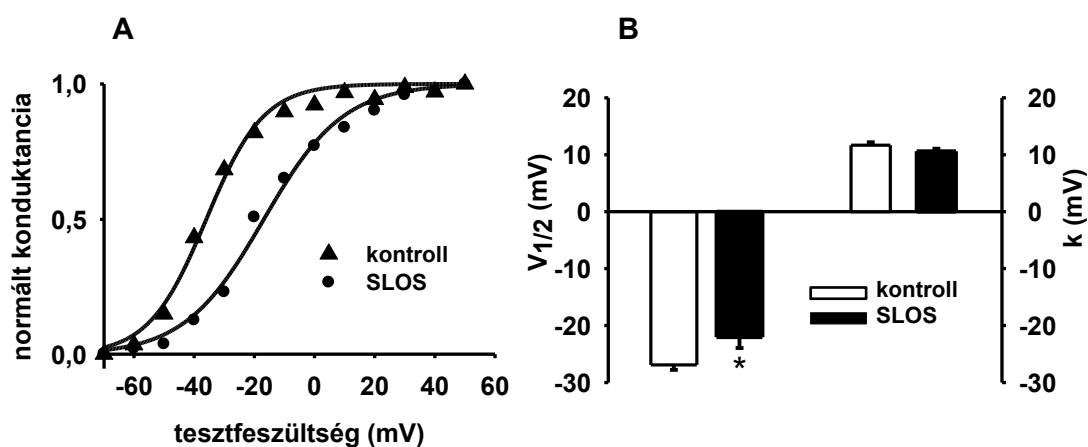 A
normált konduktancia
1,0
0,5
0,0
-60
-40
-20
0
20
40
60
tesztfeszültség (mV)
kontroll
SLOS
B
V1/2 (mV)
20
10
0
-10
-20
-30
*
kontroll
SLOS
20
10
0
-10
-20
-30
k (mV)